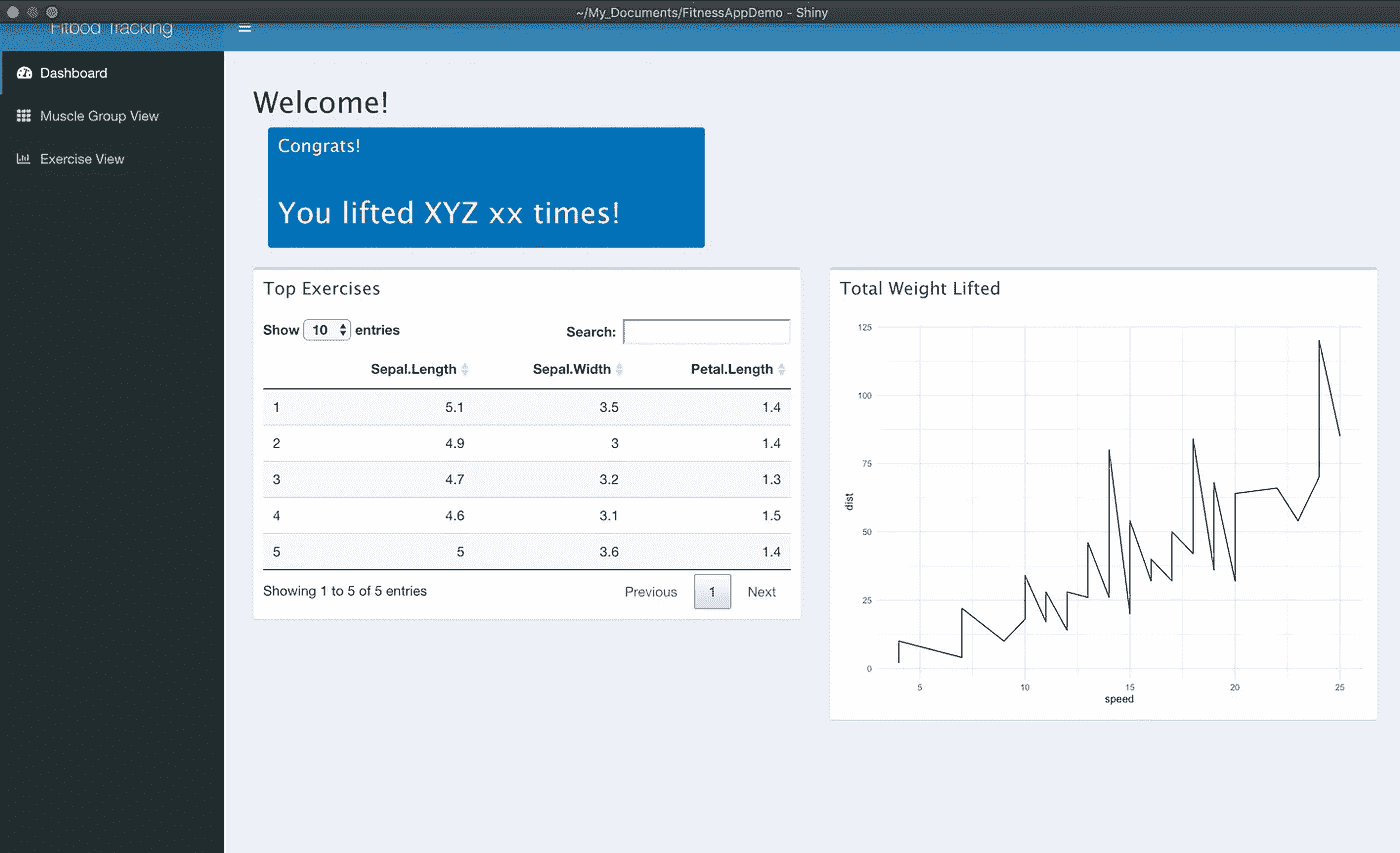 ~/My_Documents/FitnessAppDemo - Shiny
Fitbod Tracking
Dashboard
Muscle Group View
Exercise View
Welcome!
Congrats!
You lifted XYZ xx times!
Top Exercises
Show 10 entries Search:
Sepal.Length Sepal.Width Petal.Length
1 5.1 3.5 1.4
2 4.9 3 1.4
3 4.7 3.2 1.3
4 4.6 3.1 1.5
5 5 3.6 1.4
Showing 1 to 5 of 5 entries Previous 1 Next
Total Weight Lifted
125
100
75
50
25
0
dist
5 10 15 20 25
speed